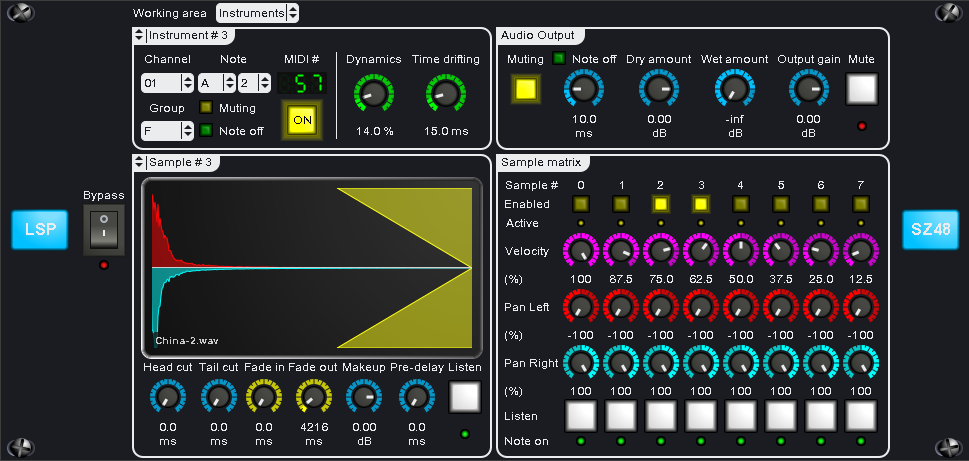 Working area Instruments
Instrument # 3
Channel Note MIDI # Dynamics Time drifting
01 A 2 57
Group Muting
F Note off ON
14.0 % 15.0 ms
Audio Output
Muting Note off Dry amount Wet amount Output gain Mute
10.0 0.00 -inf 0.00
ms dB dB dB
Bypass
LSP
Sample # 3
China-2.wav
Head cut Tail cut Fade in Fade out Makeup Pre-delay Listen
0.0 0.0 0.0 4216 0.00 0.0
ms ms ms ms dB ms
Sample matrix
Sample # 0 1 2 3 4 5 6 7
Enabled
Active
Velocity
(%) 100 87.5 75.0 62.5 50.0 37.5 25.0 12.5
Pan Left
(%) -100 -100 -100 -100 -100 -100 -100 -100
Pan Right
(%) 100 100 100 100 100 100 100 100
Listen
Note on
SZ48